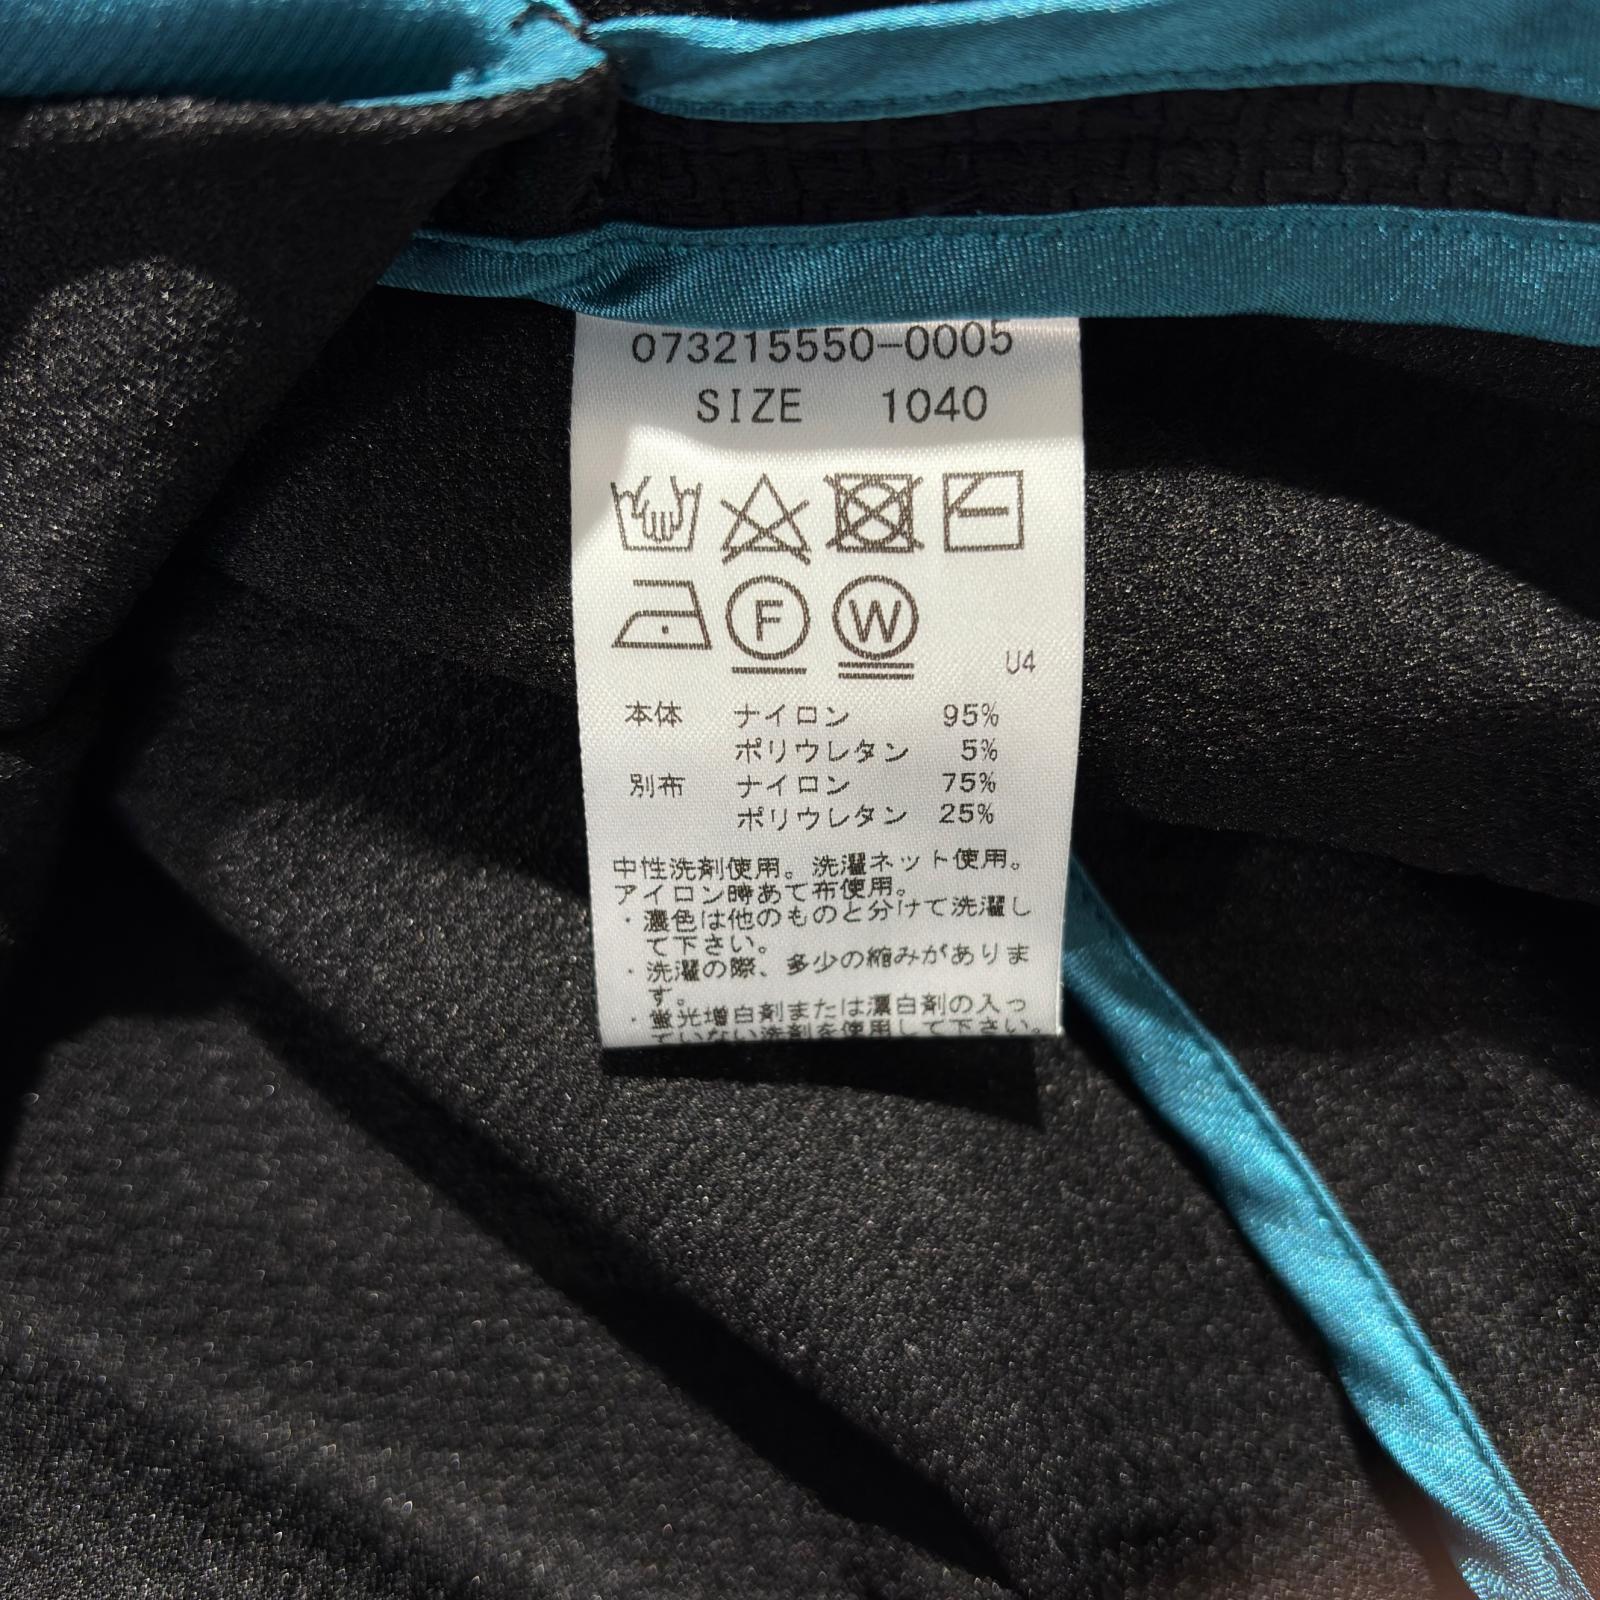 073215550-0005
SIZE 1040
F W
U4
本体 ナイロン 95%
ポリウレタン 5%
別布 ナイロン 75%
ポリウレタン 25%
中性洗剤使用。洗濯ネット使用。
アイロン時あて布使用。
・濃色は他のものと分けて洗濯し
て下さい。
・洗濯の際、多少の縮みがありま
す。
・蛍光増白剤または漂白剤の入っ
ていない洗剤を使用して下さい。